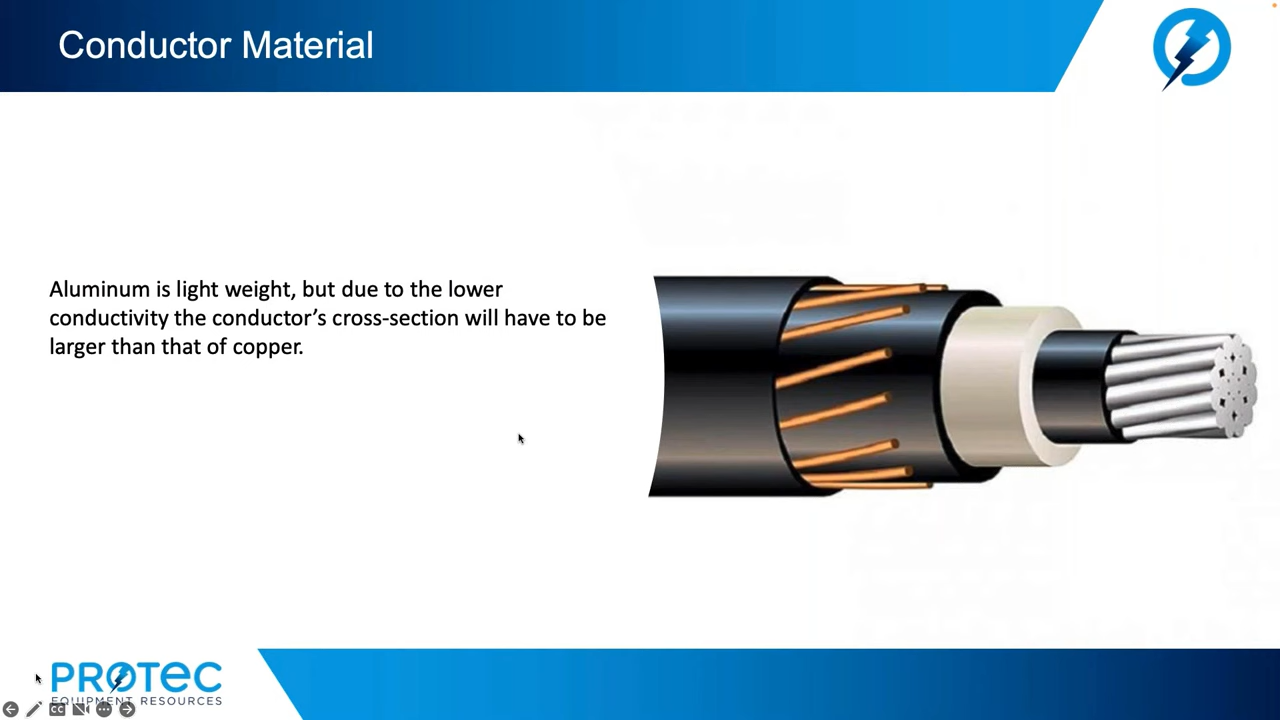 Conductor Material
Aluminum is light weight, but due to the lower
conductivity the conductor’s cross-section will have to be
larger than that of copper.
PROTEC
EQUIPMENT RESOURCES
CC